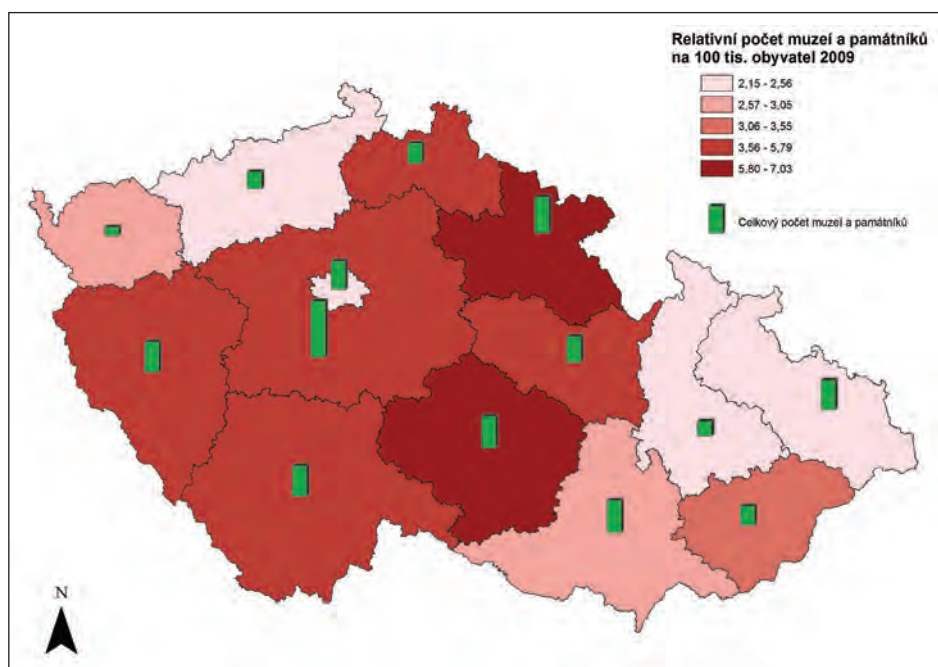 Relativní počet muzeí a památníků
na 100 tis. obyvatel 2009
2,15 - 2,56
2,57 - 3,05
3,06 - 3,55
3,56 - 5,79
5,80 - 7,03
Celkový počet muzeí a památníků
N